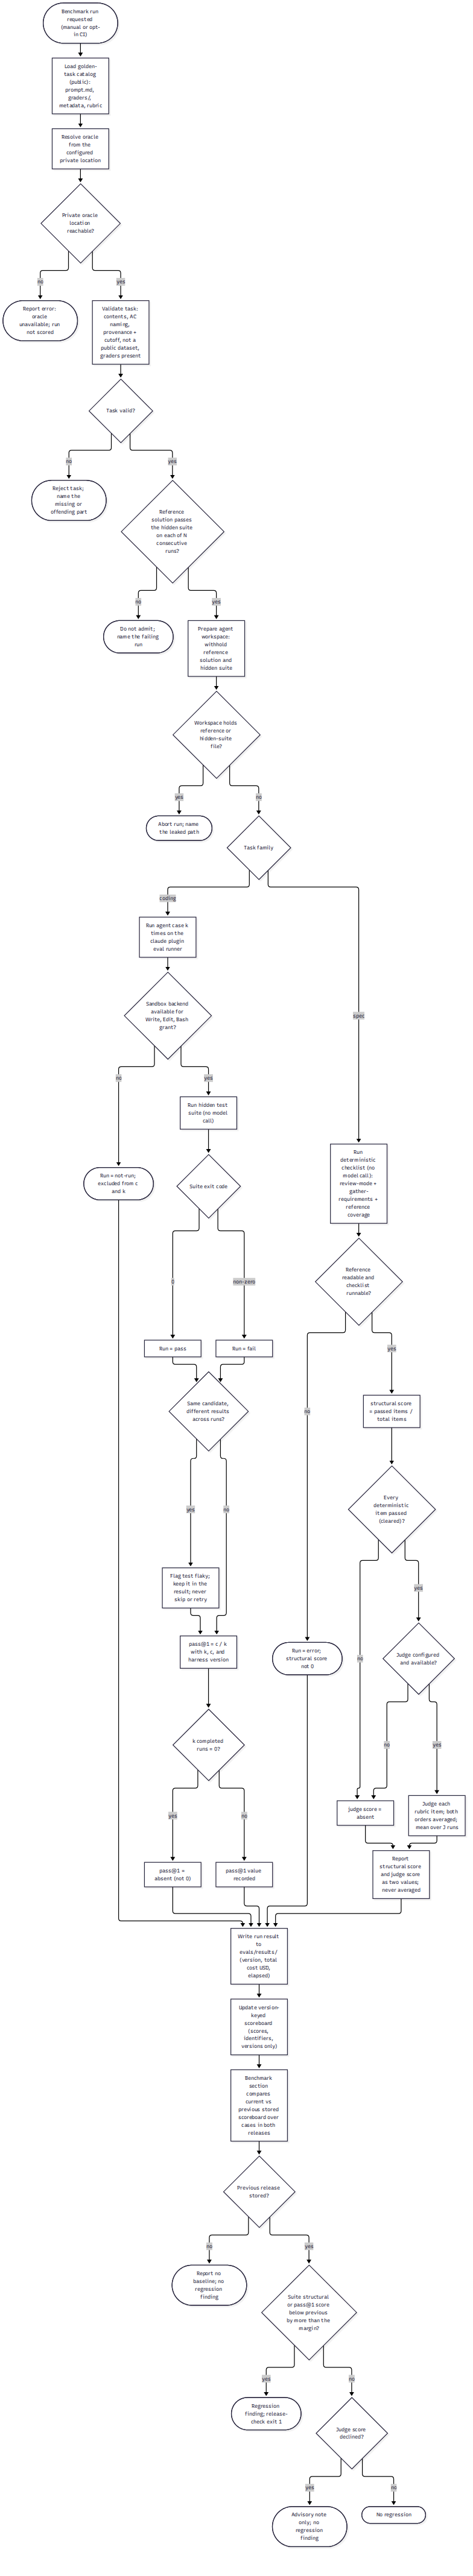 Benchmark run
requested
(manual or opt-
in CI)
Load golden-
task catalog
(public):
prompt.md,
graders/,
metadata, rubric
Resolve oracle
from the
configured
private location
Private oracle
location
reachable?
no
yes
Report error:
oracle
unavailable; run
not scored
Validate task:
contents, AC
naming,
provenance +
cutoff, not a
public dataset,
graders present
Task valid?
no
yes
Reject task;
name the
missing or
offending part
Reference
solution passes
the hidden suite
on each of N
consecutive
runs?
no
yes
Do not admit;
name the failing
run
Prepare agent
workspace:
withhold
reference
solution and
hidden suite
Workspace holds
reference or
hidden-suite
file?
yes
no
Abort run; name
the leaked path
Task family
coding
spec
Run agent case k
times on the
claude plugin
eval runner
Sandbox backend
available for
Write, Edit, Bash
grant?
no
yes
Run hidden test
suite (no model
call)
Run = not-run;
excluded from c
and k
Suite exit code
Run
deterministic
checklist (no
model call):
review-mode +
gather-
requirements +
reference
coverage
0
non-zero
Reference
readable and
checklist
runnable?
Run = pass
Run = fail
yes
no
Same candidate,
different results
across runs?
structural score
= passed items /
total items
yes
no
Every
deterministic
item passed
(cleared)?
Flag test flaky;
keep it in the
result; never
skip or retry
yes
no
pass@1 = c / k
with k, c, and
harness version
Run = error;
structural score
not 0
Judge configured
and available?
k completed
runs = 0?
no
yes
yes
no
judge score =
absent
Judge each
rubric item; both
orders averaged;
mean over J runs
pass@1 =
absent (not 0)
pass@1 value
recorded
Report
structural score
and judge score
as two values;
never averaged
Write run result
to
evals/results/
(version, total
cost USD,
elapsed)
Update version-
keyed
scoreboard
(scores,
identifiers,
versions only)
Benchmark
section
compares
current vs
previous stored
scoreboard over
cases in both
releases
Previous release
stored?
no
yes
Report no
baseline; no
regression
finding
Suite structural
or pass@1 score
below previous
by more than the
margin?
yes
no
Regression
finding; release-
check exit 1
Judge score
declined?
yes
no
Advisory note
only; no
regression
finding
No regression